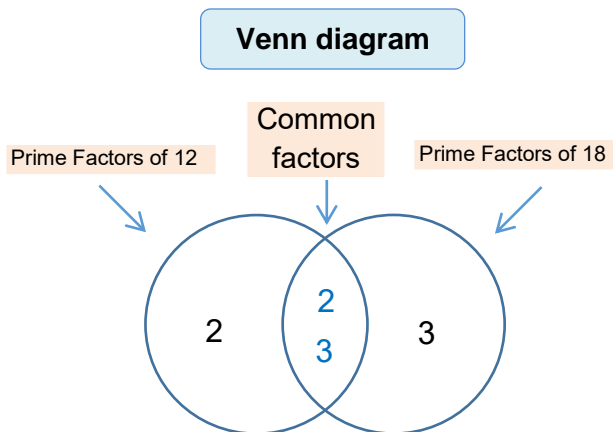 Venn diagram
Common
factors
Prime Factors of 12
Prime Factors of 18
2
2
3
3